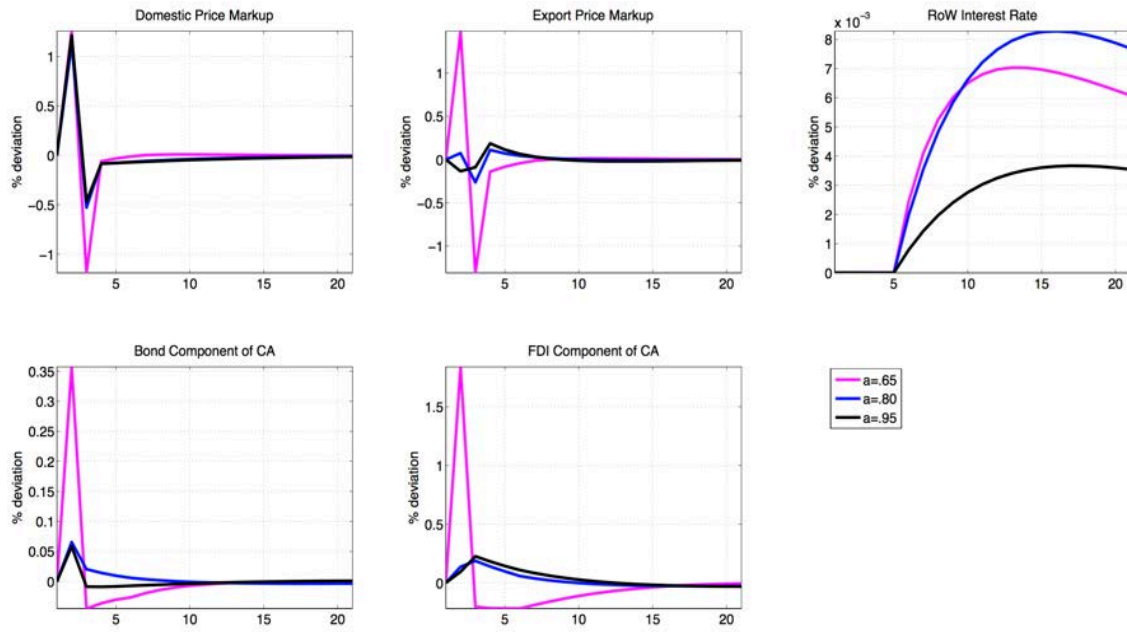 Domestic Price Markup
% deviation
1
0.5
0
−0.5
−1
5 10 15 20
Export Price Markup
% deviation
1
0.5
0
−0.5
−1
5 10 15 20
RoW Interest Rate
x 10⁻³
% deviation
8
7
6
5
4
3
2
1
0
5 10 15 20
Bond Component of CA
% deviation
0.35
0.3
0.25
0.2
0.15
0.1
0.05
0
5 10 15 20
FDI Component of CA
% deviation
1.5
1
0.5
0
5 10 15 20
a=.65
a=.80
a=.95